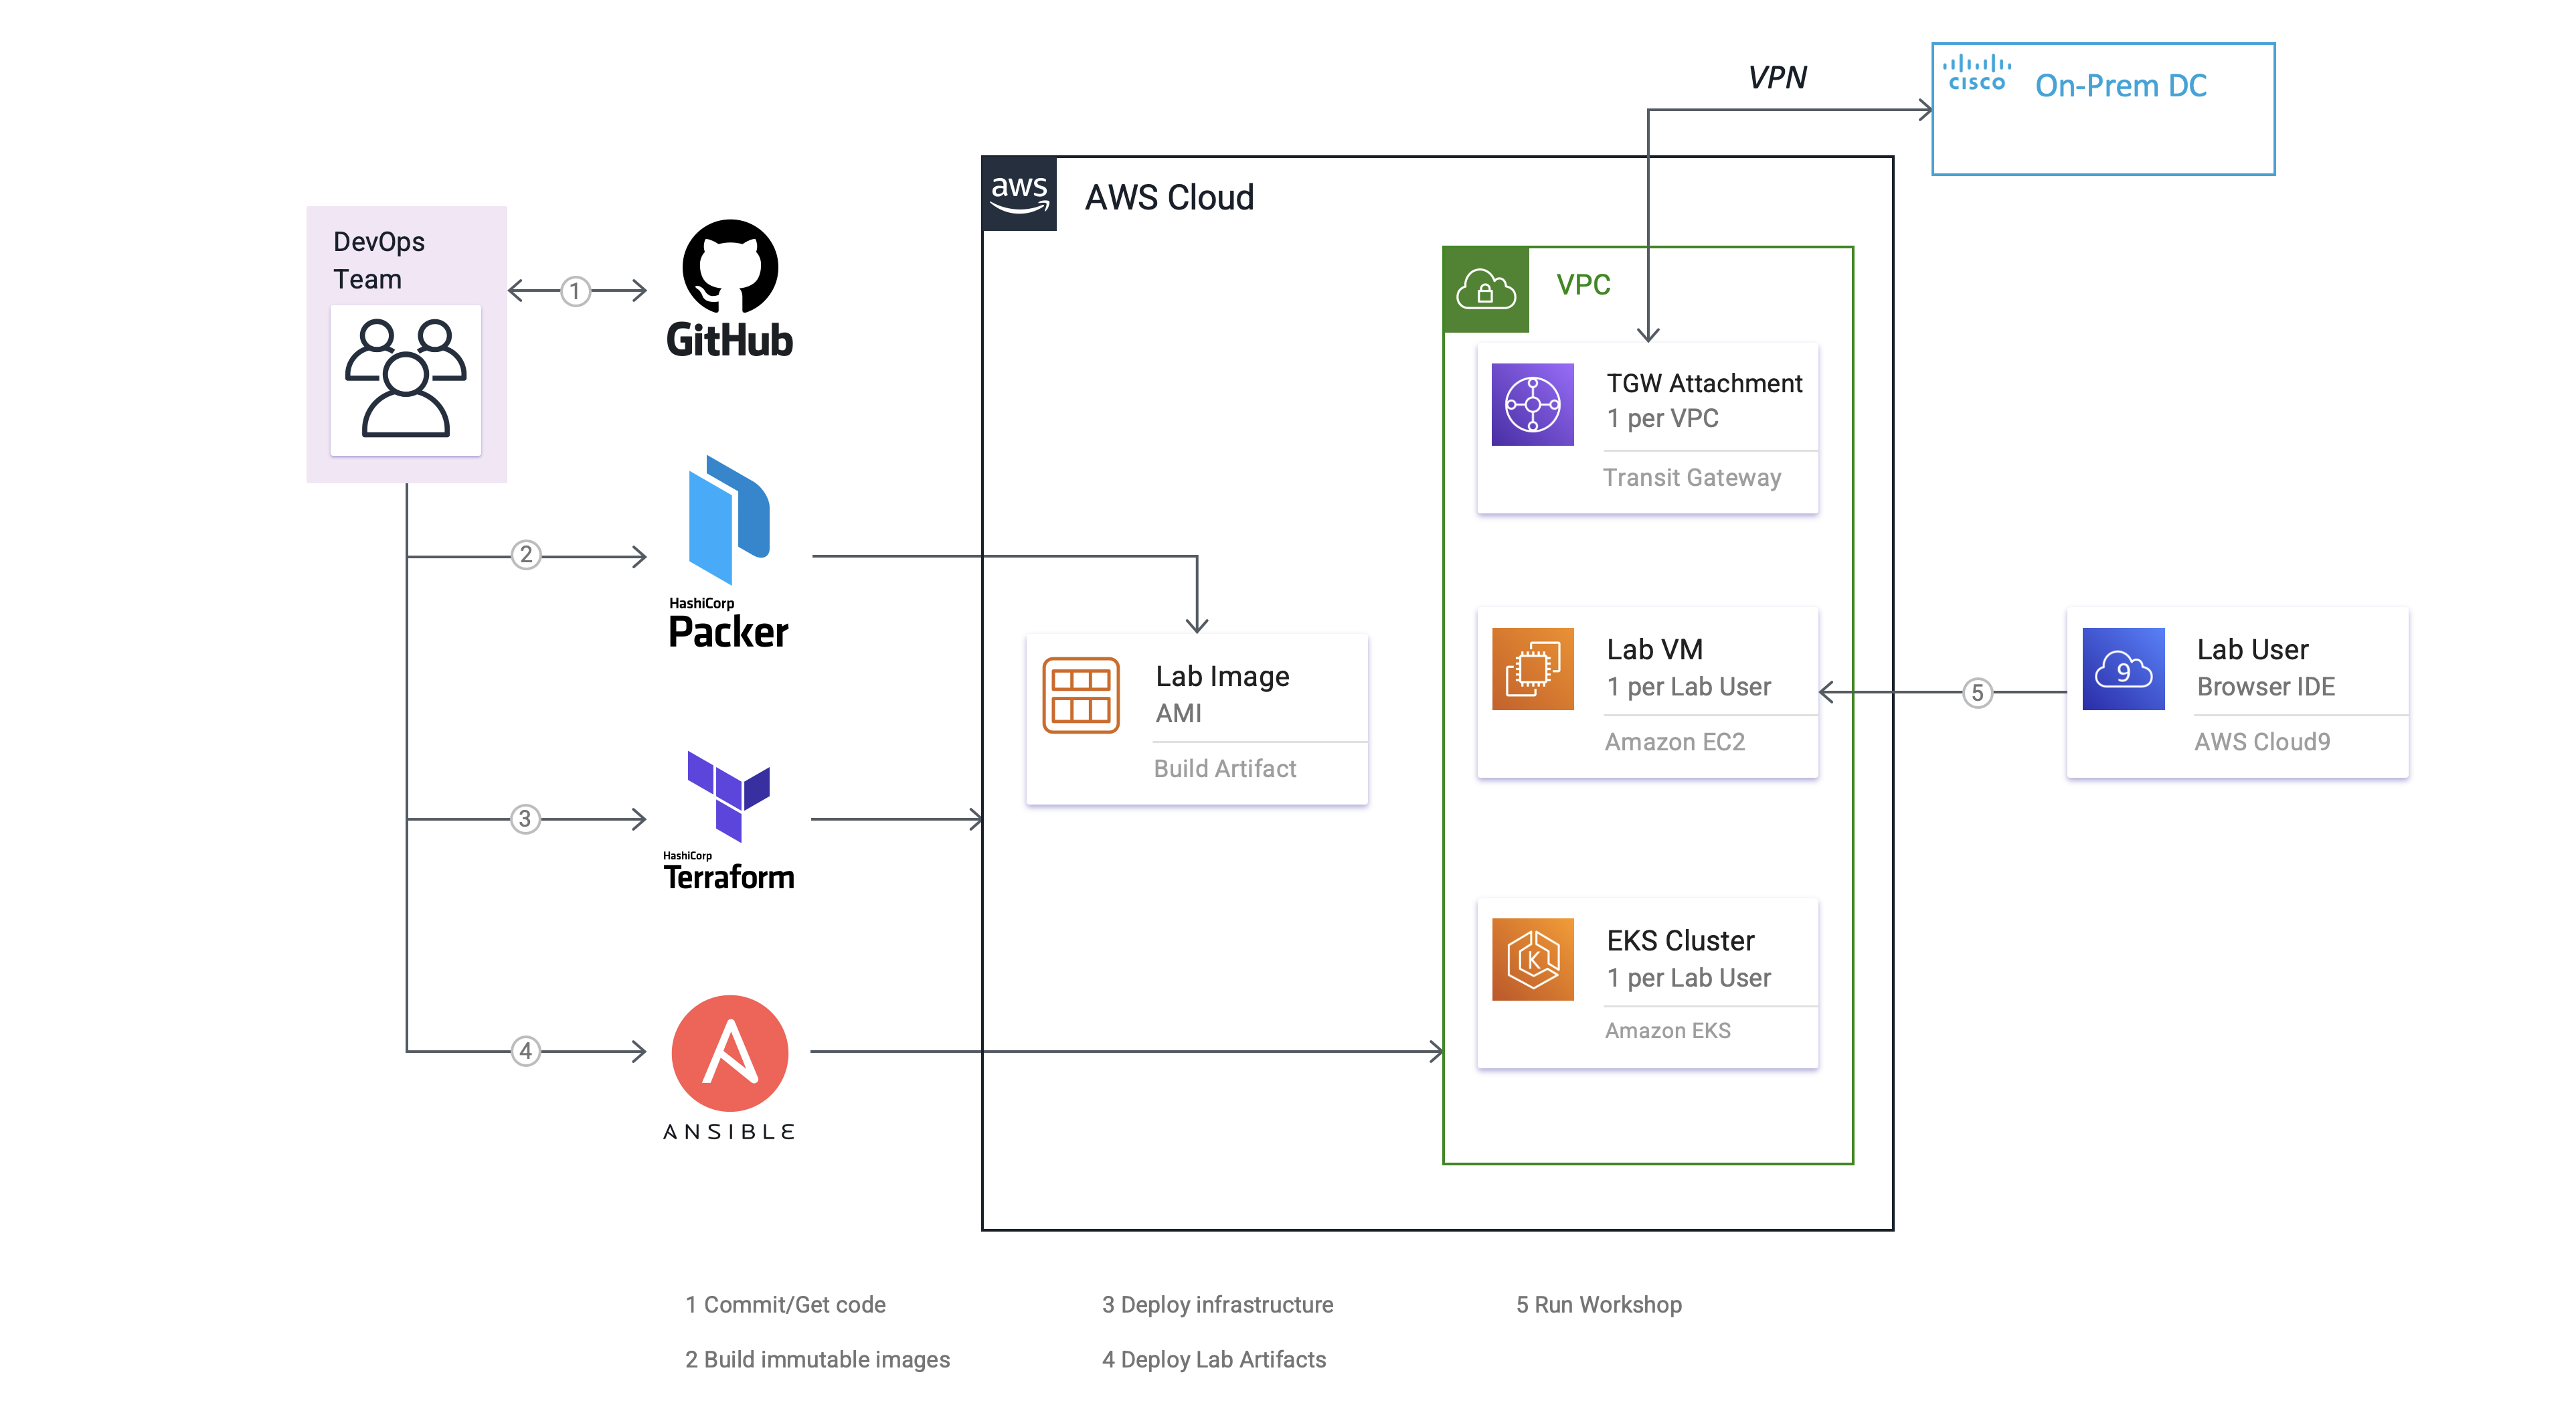 VPN
CISCO
On-Prem DC
aws
AWS Cloud
DevOps
Team
1
GitHub
VPC
TGW Attachment
1 per VPC
Transit Gateway
2
HashiCorp
Packer
Lab Image
AMI
Build Artifact
Lab VM
1 per Lab User
Amazon EC2
5
9
Lab User
Browser IDE
AWS Cloud9
3
HashiCorp
Terraform
K
EKS Cluster
1 per Lab User
Amazon EKS
4
A
ANSIBLE
1 Commit/Get code
3 Deploy infrastructure
5 Run Workshop
2 Build immutable images
4 Deploy Lab Artifacts